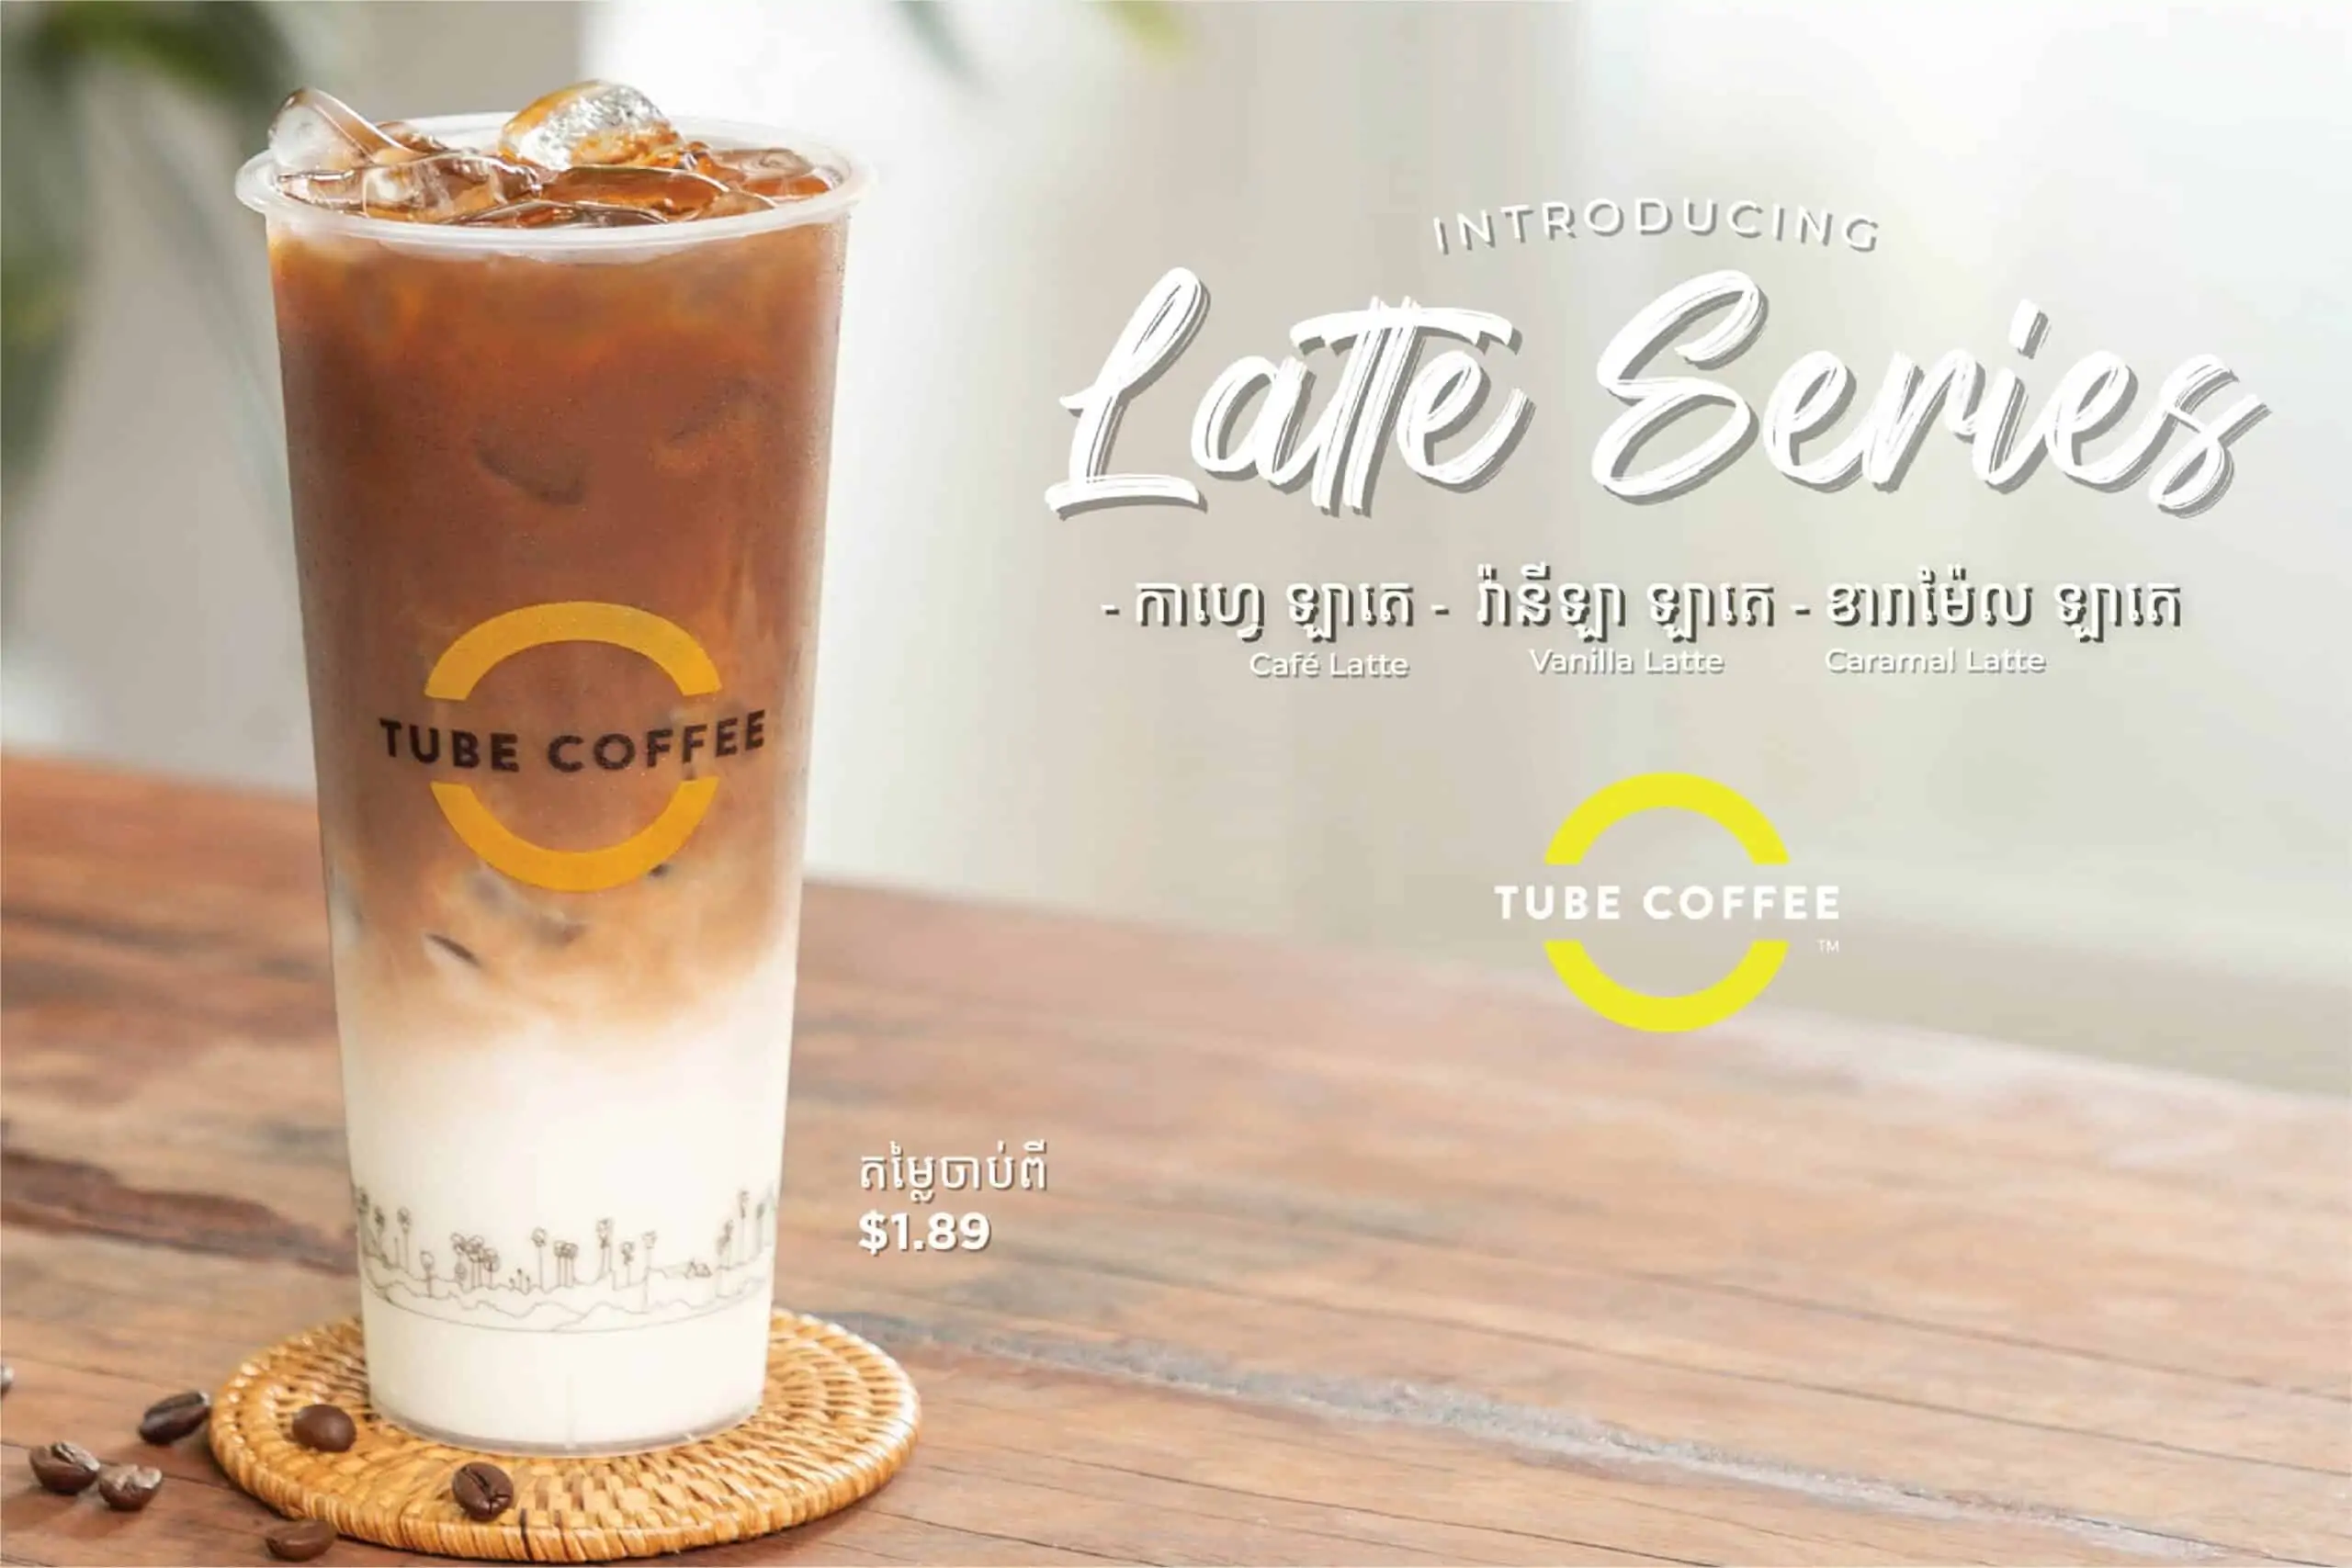 INTRODUCING
Latte Series
- កាហ្វេ ឡាតេ - វ៉ានីឡា ឡាតេ - ខារាម៉ែល ឡាតេ
Café Latte Vanilla Latte Caramal Latte
TUBE COFFEE
TUBE COFFEE
TM
តម្លៃចាប់ពី
$1.89